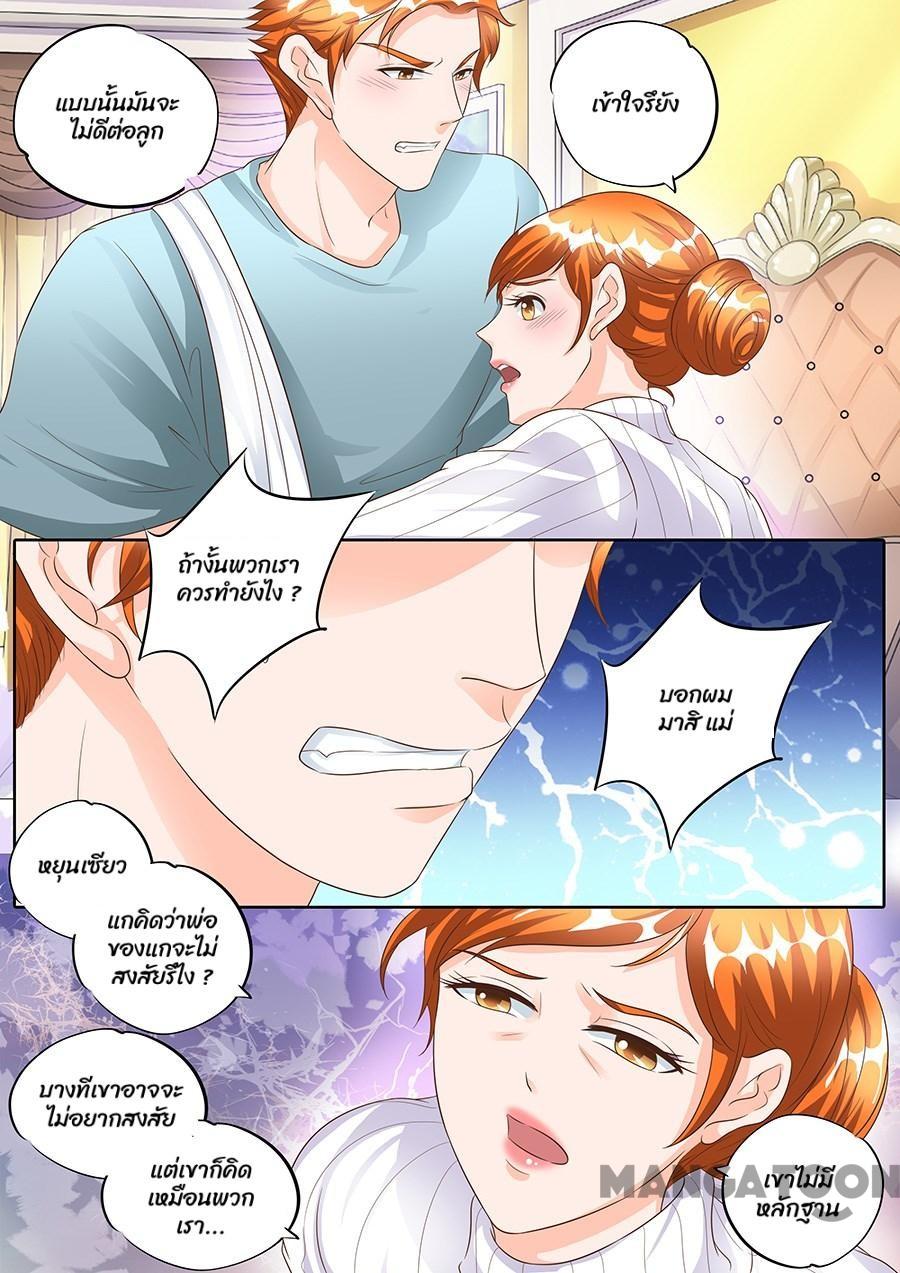 แบบนั้นมันจะ
ไม่ดีต่อลูก
เข้าใจรึยัง
ถ้างั้นพวกเรา
ควรทำยังไง ?
บอกผม
มาสิ แม่
หยุนเซียว
แกคิดว่าพ่อ
ของแกจะไม่
สงสัยรึไง ?
บางทีเขาอาจจะ
ไม่อยากสงสัย
แต่เขาก็คิด
เหมือนพวก
เรา...
เขาไม่มี
หลักฐาน
MANGATOON